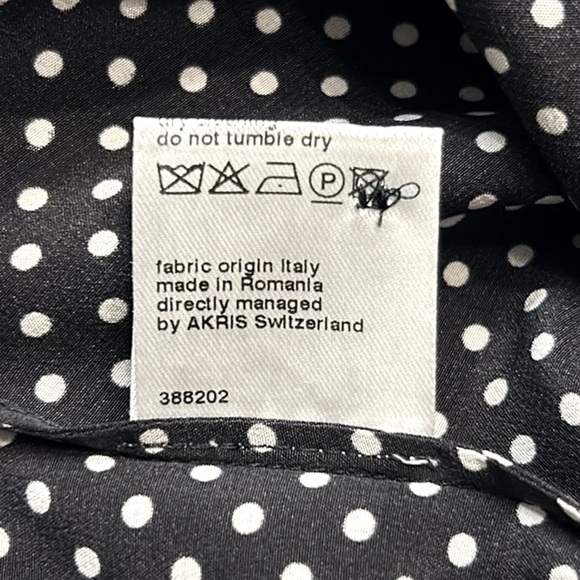 do not tumble dry
P
fabric origin Italy
made in Romania
directly managed
by AKRIS Switzerland
388202